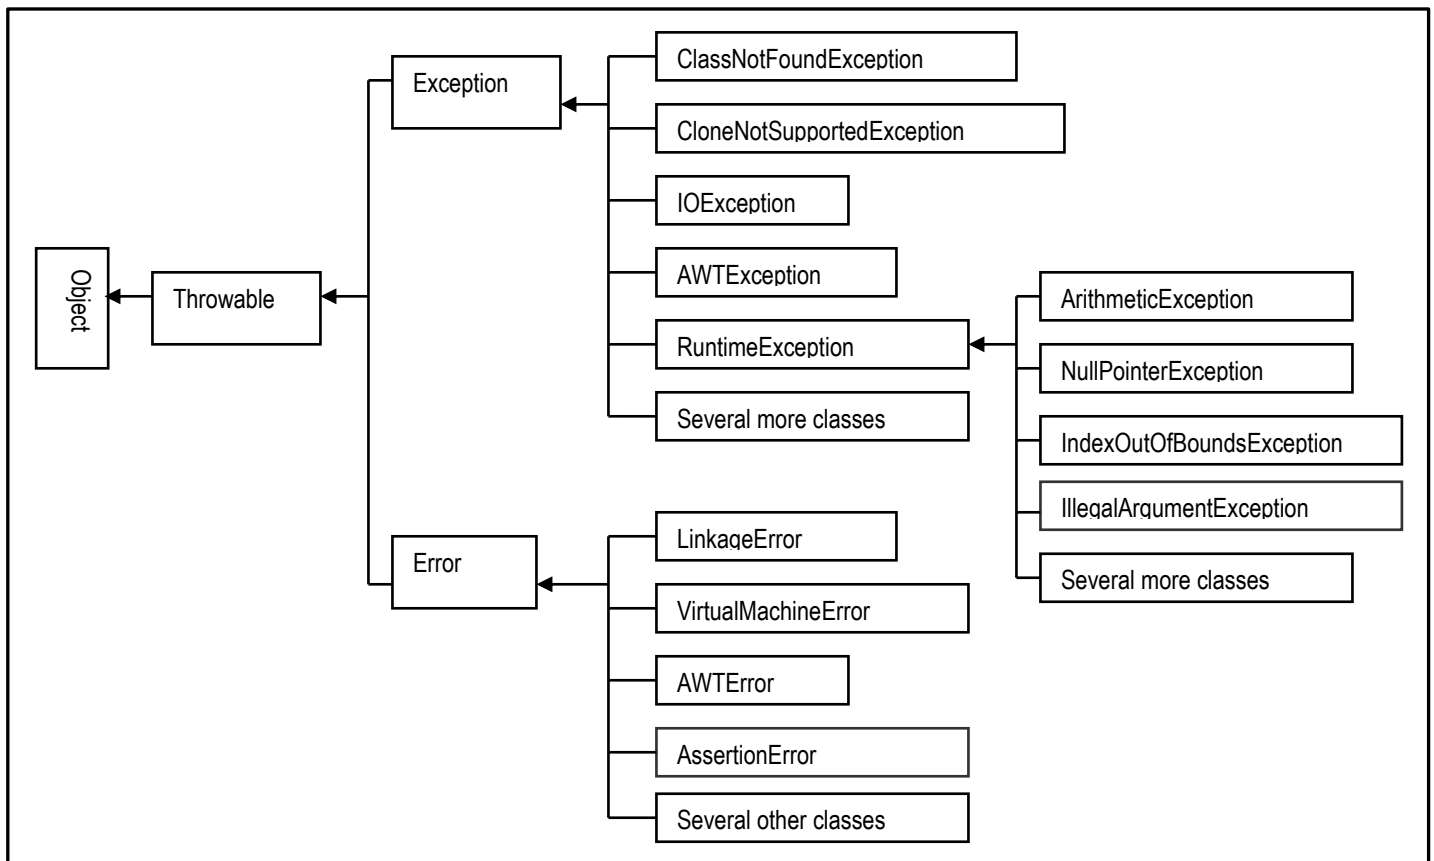 Object
Throwable
Exception
ClassNotFoundException
CloneNotSupportedException
IOException
AWTException
RuntimeException
Several more classes
ArithmeticException
NullPointerException
IndexOutOfBoundsException
IllegalArgumentException
Several more classes
Error
LinkageError
VirtualMachineError
AWTError
AssertionError
Several other classes